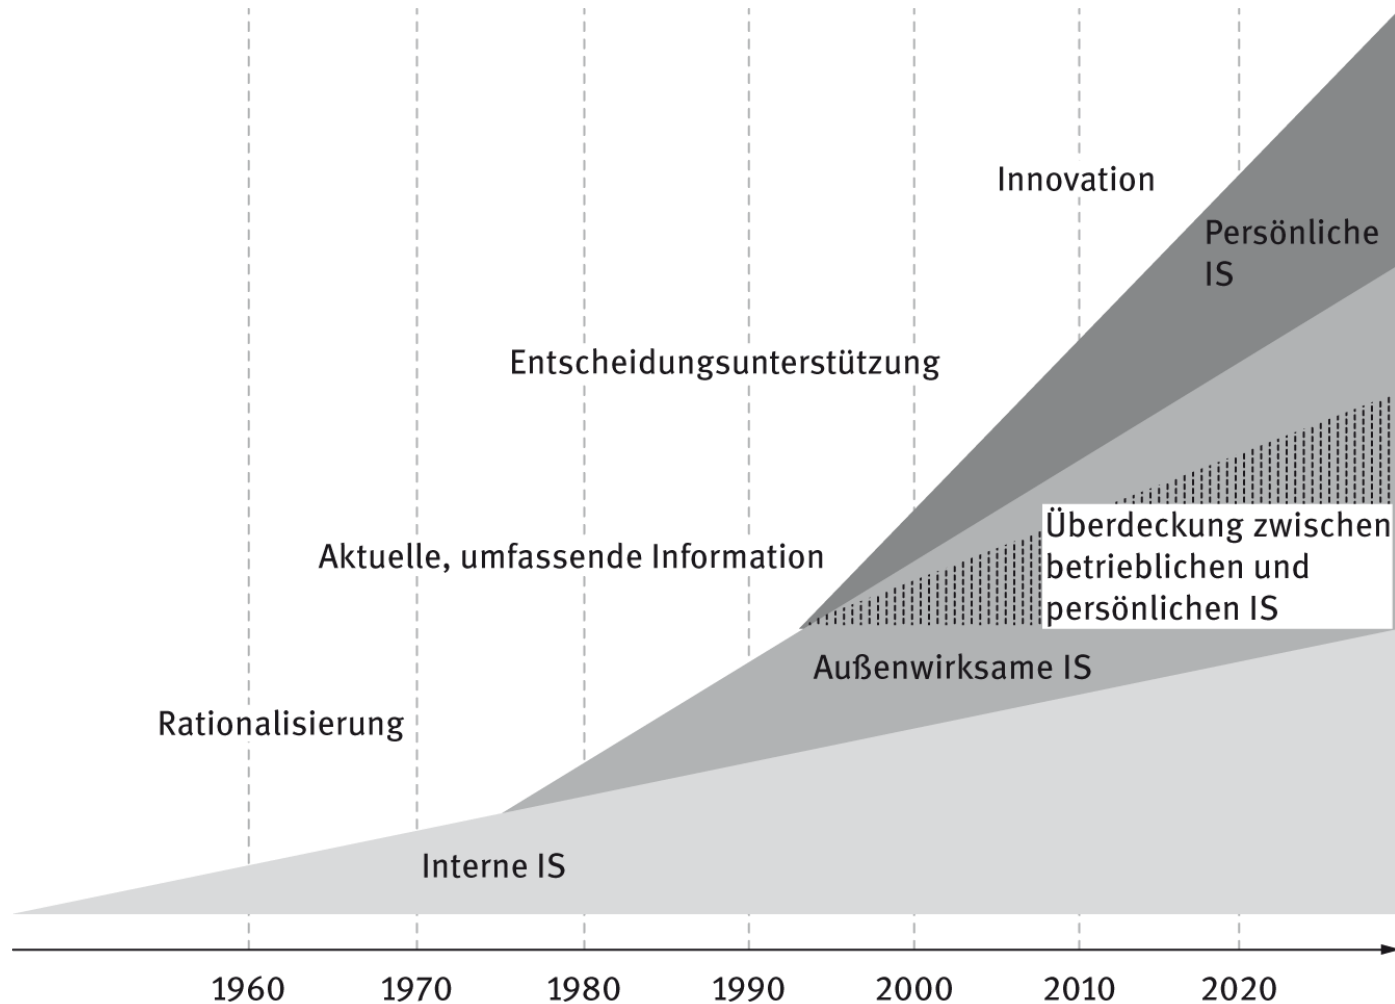 Innovation
Persönliche
IS
Entscheidungsunterstützung
Überdeckung zwischen
betrieblichen und
persönlichen IS
Aktuelle, umfassende Information
Außenwirksame IS
Rationalisierung
Interne IS
1960 1970 1980 1990 2000 2010 2020